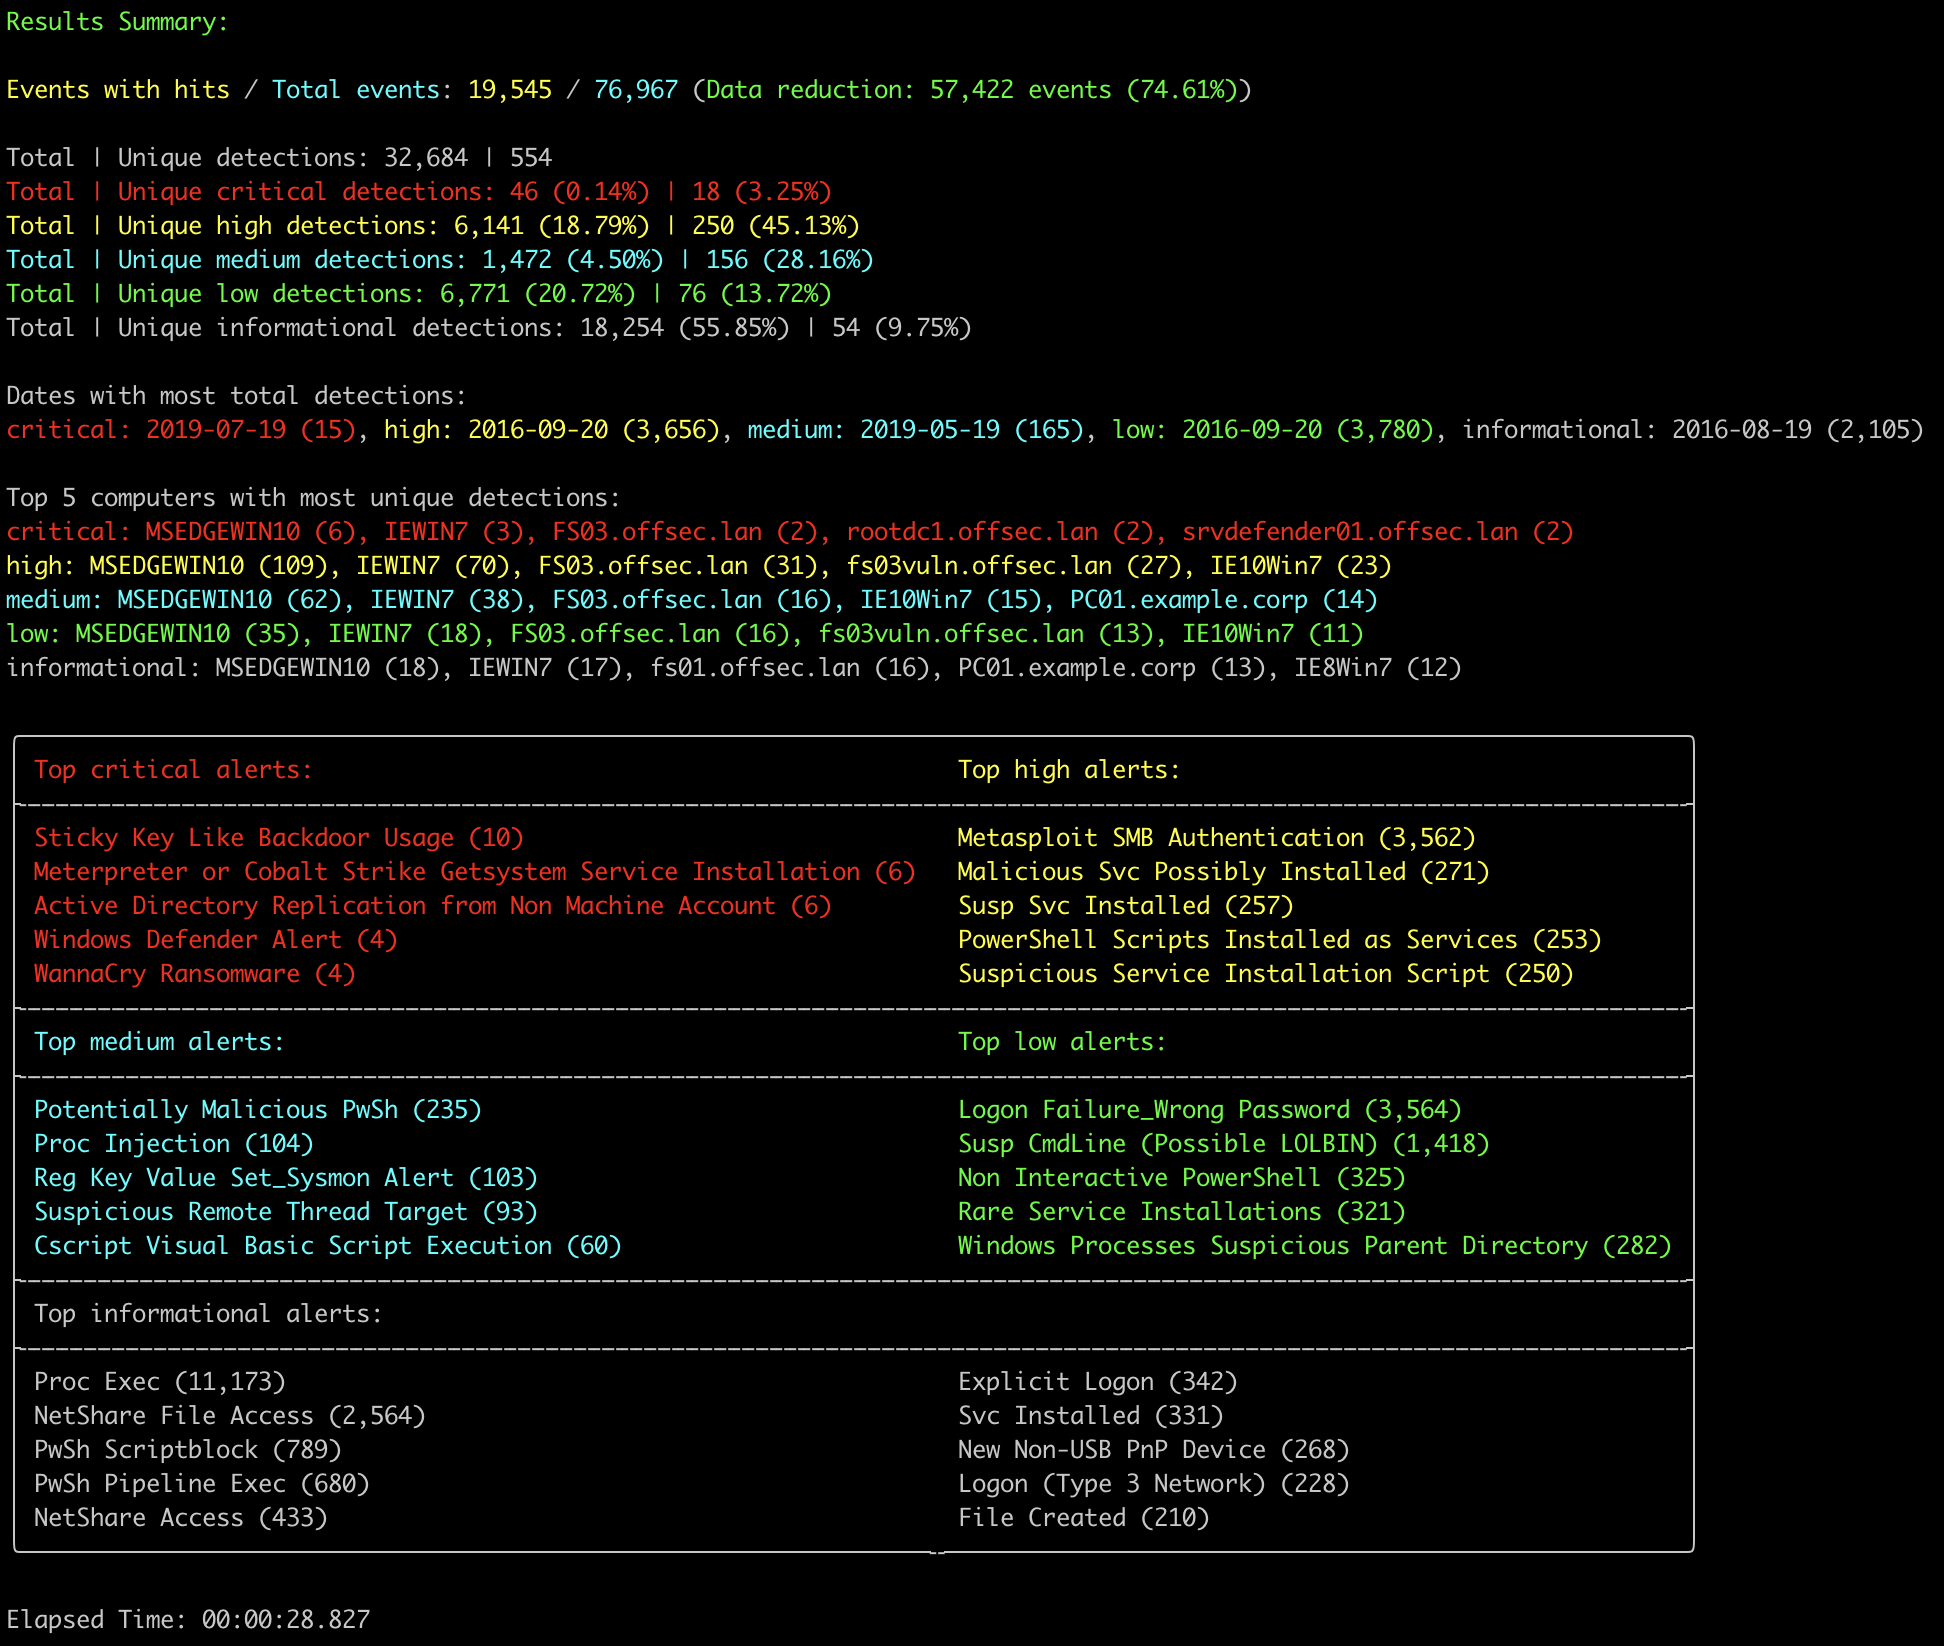 Results Summary:
Events with hits / Total events: 19,545 / 76,967 (Data reduction: 57,422 events (74.61%))
Total | Unique detections: 32,684 | 554
Total | Unique critical detections: 46 (0.14%) | 18 (3.25%)
Total | Unique high detections: 6,141 (18.79%) | 250 (45.13%)
Total | Unique medium detections: 1,472 (4.50%) | 156 (28.16%)
Total | Unique low detections: 6,771 (20.72%) | 76 (13.72%)
Total | Unique informational detections: 18,254 (55.85%) | 54 (9.75%)
Dates with most total detections:
critical: 2019-07-19 (15), high: 2016-09-20 (3,656), medium: 2019-05-19 (165), low: 2016-09-20 (3,780), informational: 2016-08-19 (2,105)
Top 5 computers with most unique detections:
critical: MSEDGEWIN10 (6), IEWIN7 (3), FS03.offsec.lan (2), rootdc1.offsec.lan (2), srvdefender01.offsec.lan (2)
high: MSEDGEWIN10 (109), IEWIN7 (70), FS03.offsec.lan (31), fs03vuln.offsec.lan (27), IE10Win7 (23)
medium: MSEDGEWIN10 (62), IEWIN7 (38), FS03.offsec.lan (16), IE10Win7 (15), PC01.example.corp (14)
low: MSEDGEWIN10 (35), IEWIN7 (18), FS03.offsec.lan (16), fs03vuln.offsec.lan (13), IE10Win7 (11)
informational: MSEDGEWIN10 (18), IEWIN7 (17), fs01.offsec.lan (16), PC01.example.corp (13), IE8Win7 (12)
Top critical alerts: Top high alerts:
Sticky Key Like Backdoor Usage (10) Metasploit SMB Authentication (3,562)
Meterpreter or Cobalt Strike Getsystem Service Installation (6) Malicious Svc Possibly Installed (271)
Active Directory Replication from Non Machine Account (6) Susp Svc Installed (257)
Windows Defender Alert (4) PowerShell Scripts Installed as Services (253)
WannaCry Ransomware (4) Suspicious Service Installation Script (250)
Top medium alerts: Top low alerts:
Potentially Malicious PwSh (235) Logon Failure_Wrong Password (3,564)
Proc Injection (104) Susp CmdLine (Possible LOLBIN) (1,418)
Reg Key Value Set_Sysmon Alert (103) Non Interactive PowerShell (325)
Suspicious Remote Thread Target (93) Rare Service Installations (321)
Cscript Visual Basic Script Execution (60) Windows Processes Suspicious Parent Directory (282)
Top informational alerts:
Proc Exec (11,173) Explicit Logon (342)
NetShare File Access (2,564) Svc Installed (331)
PwSh Scriptblock (789) New Non-USB PnP Device (268)
PwSh Pipeline Exec (680) Logon (Type 3 Network) (228)
NetShare Access (433) File Created (210)
Elapsed Time: 00:00:28.827